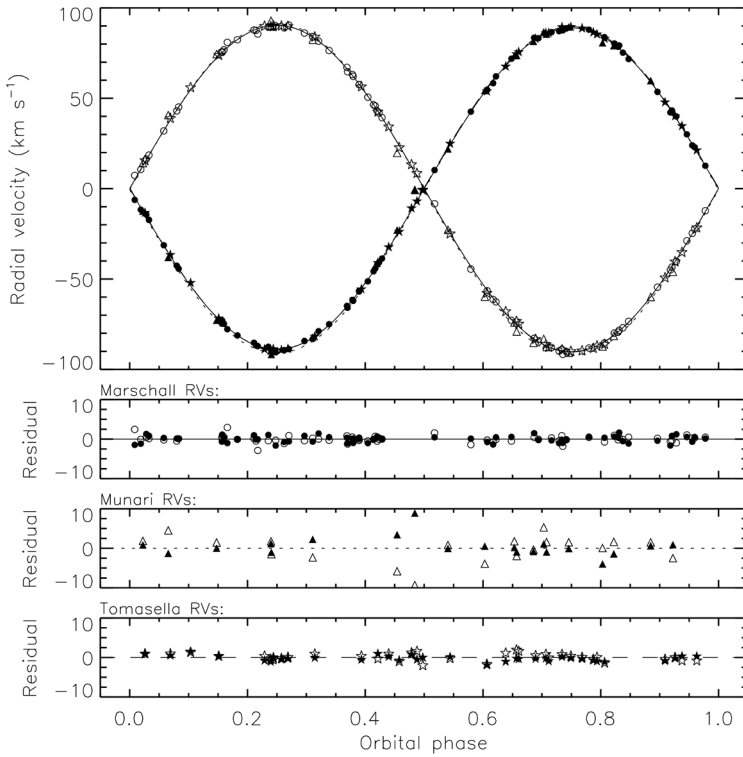 100
50
0
−50
−100
Radial velocity (km s⁻¹)
Marschall RVs:
10
0
−10
Residual
Munari RVs:
10
0
−10
Residual
Tomasella RVs:
10
0
−10
Residual
0.0 0.2 0.4 0.6 0.8 1.0
Orbital phase